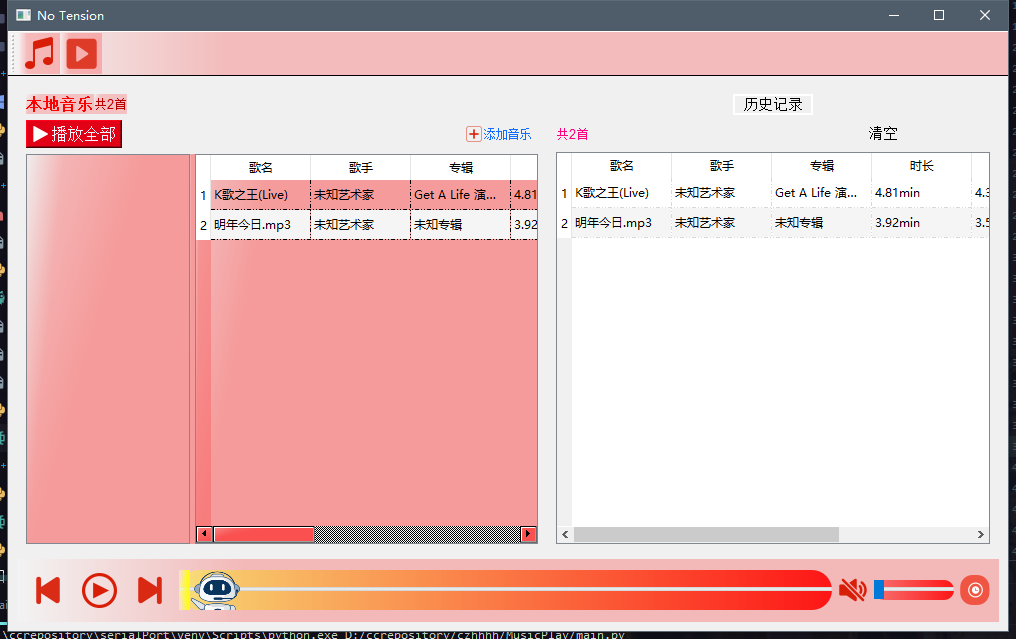 No Tension
本地音乐共2首
历史记录
▶播放全部
添加音乐
共2首
清空
歌名 歌手 专辑
1 K歌之王(Live) 未知艺术家 Get A Life 演... 4.81
2 明年今日.mp3 未知艺术家 未知专辑 3.92
歌名 歌手 专辑 时长
1 K歌之王(Live) 未知艺术家 Get A Life 演... 4.81min 4.3
2 明年今日.mp3 未知艺术家 未知专辑 3.92min 3.5
\ccrepository\serialPort\venv\Scripts\python.exe D:/ccrepository/czhhhh/MusicPlay/main.py